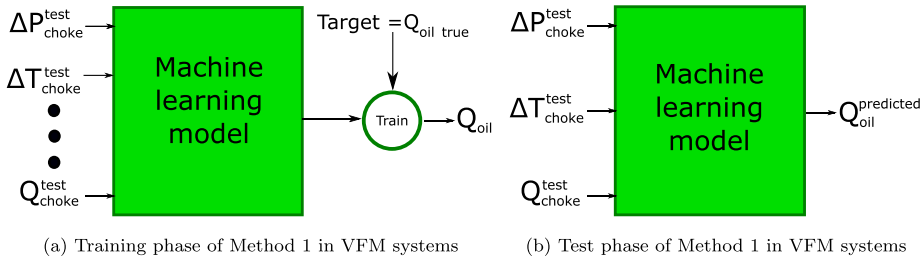 ΔP^test_choke
ΔT^test_choke
Q^test_choke
Machine
learning
model
Target =Q_oil true
Train
Q_oil
(a) Training phase of Method 1 in VFM systems
ΔP^test_choke
ΔT^test_choke
Q^test_choke
Machine
learning
model
Q^predicted_oil
(b) Test phase of Method 1 in VFM systems